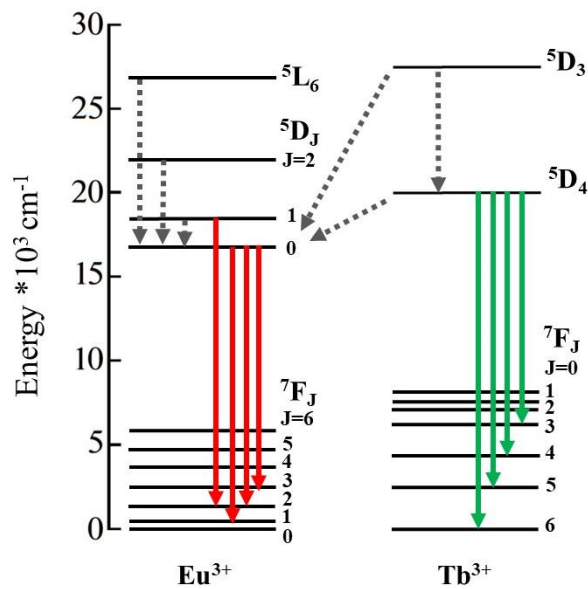 Energy *10³ cm⁻¹
30
25
20
15
10
5
0
⁵L₆
⁵D_J
J=2
1
0
⁷F_J
J=6
5
4
3
2
1
0
Eu³⁺
⁵D₃
⁵D₄
⁷F_J
J=0
1
2
3
4
5
6
Tb³⁺